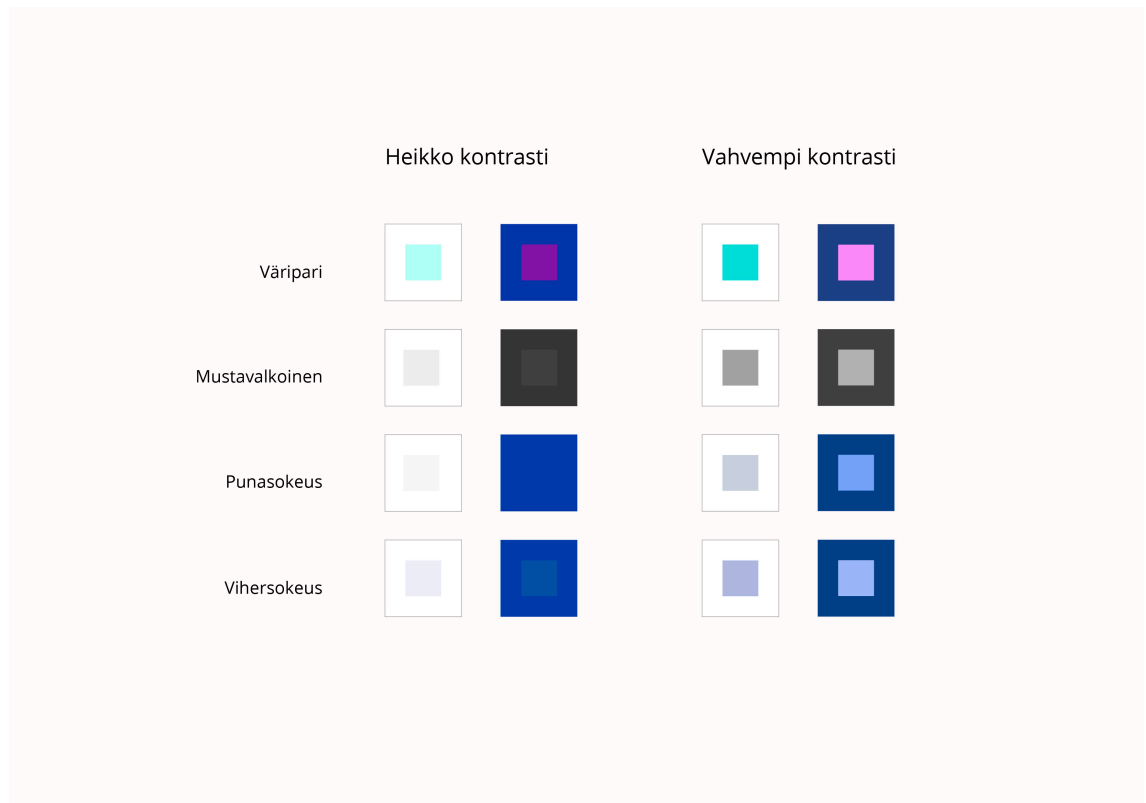 Heikko kontrasti
Vahvempi kontrasti
Väripari
Mustavalkoinen
Punasokeus
Vihersokeus